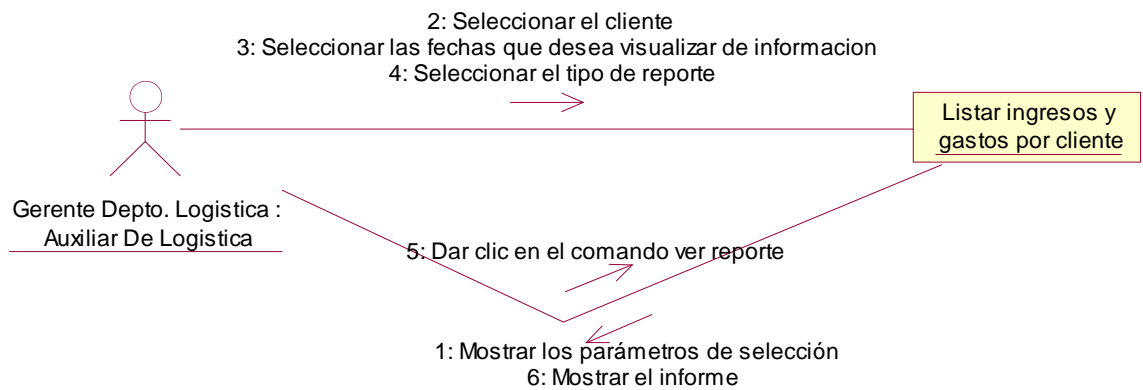 2: Seleccionar el cliente
3: Seleccionar las fechas que desea visualizar de informacion
4: Seleccionar el tipo de reporte
Listar ingresos y
gastos por cliente
Gerente Depto. Logistica :
Auxiliar De Logistica
5: Dar clic en el comando ver reporte
1: Mostrar los parámetros de selección
6: Mostrar el informe